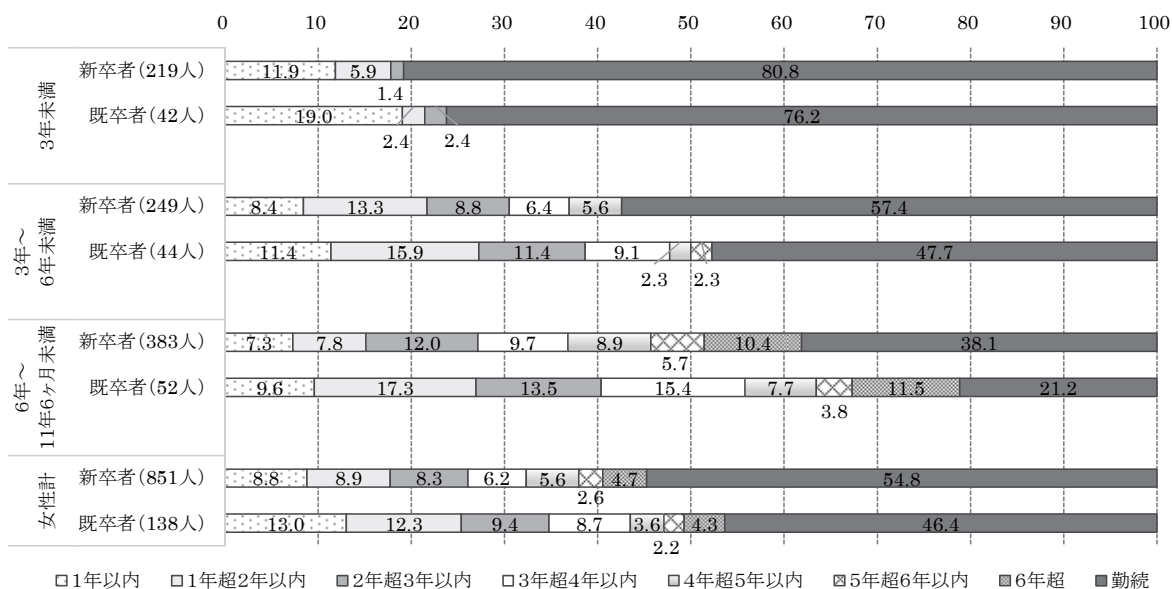 0 10 20 30 40 50 60 70 80 90 100
3年未満
新卒者(219人) 11.9 5.9 1.4 80.8
既卒者(42人) 19.0 2.4 2.4 76.2
3年～
6年未満
新卒者(249人) 8.4 13.3 8.8 6.4 5.6 57.4
既卒者(44人) 11.4 15.9 11.4 9.1 2.3 2.3 47.7
6年～
11年6ヶ月未満
新卒者(383人) 7.3 7.8 12.0 9.7 8.9 5.7 10.4 38.1
既卒者(52人) 9.6 17.3 13.5 15.4 7.7 3.8 11.5 21.2
女性計
新卒者(851人) 8.8 8.9 8.3 6.2 5.6 2.6 4.7 54.8
既卒者(138人) 13.0 12.3 9.4 8.7 3.6 2.2 4.3 46.4
1年以内 1年超2年以内 2年超3年以内 3年超4年以内 4年超5年以内 5年超6年以内 6年超 勤続